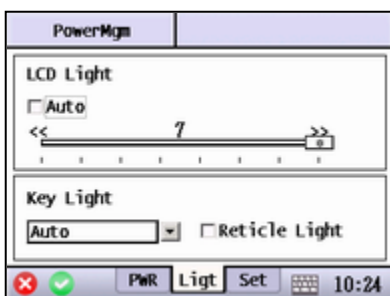 PowerMgm
LCD Light
Auto
<< 7 >>
Key Light
Auto Reticle Light
PWR Ligt Set 10:24